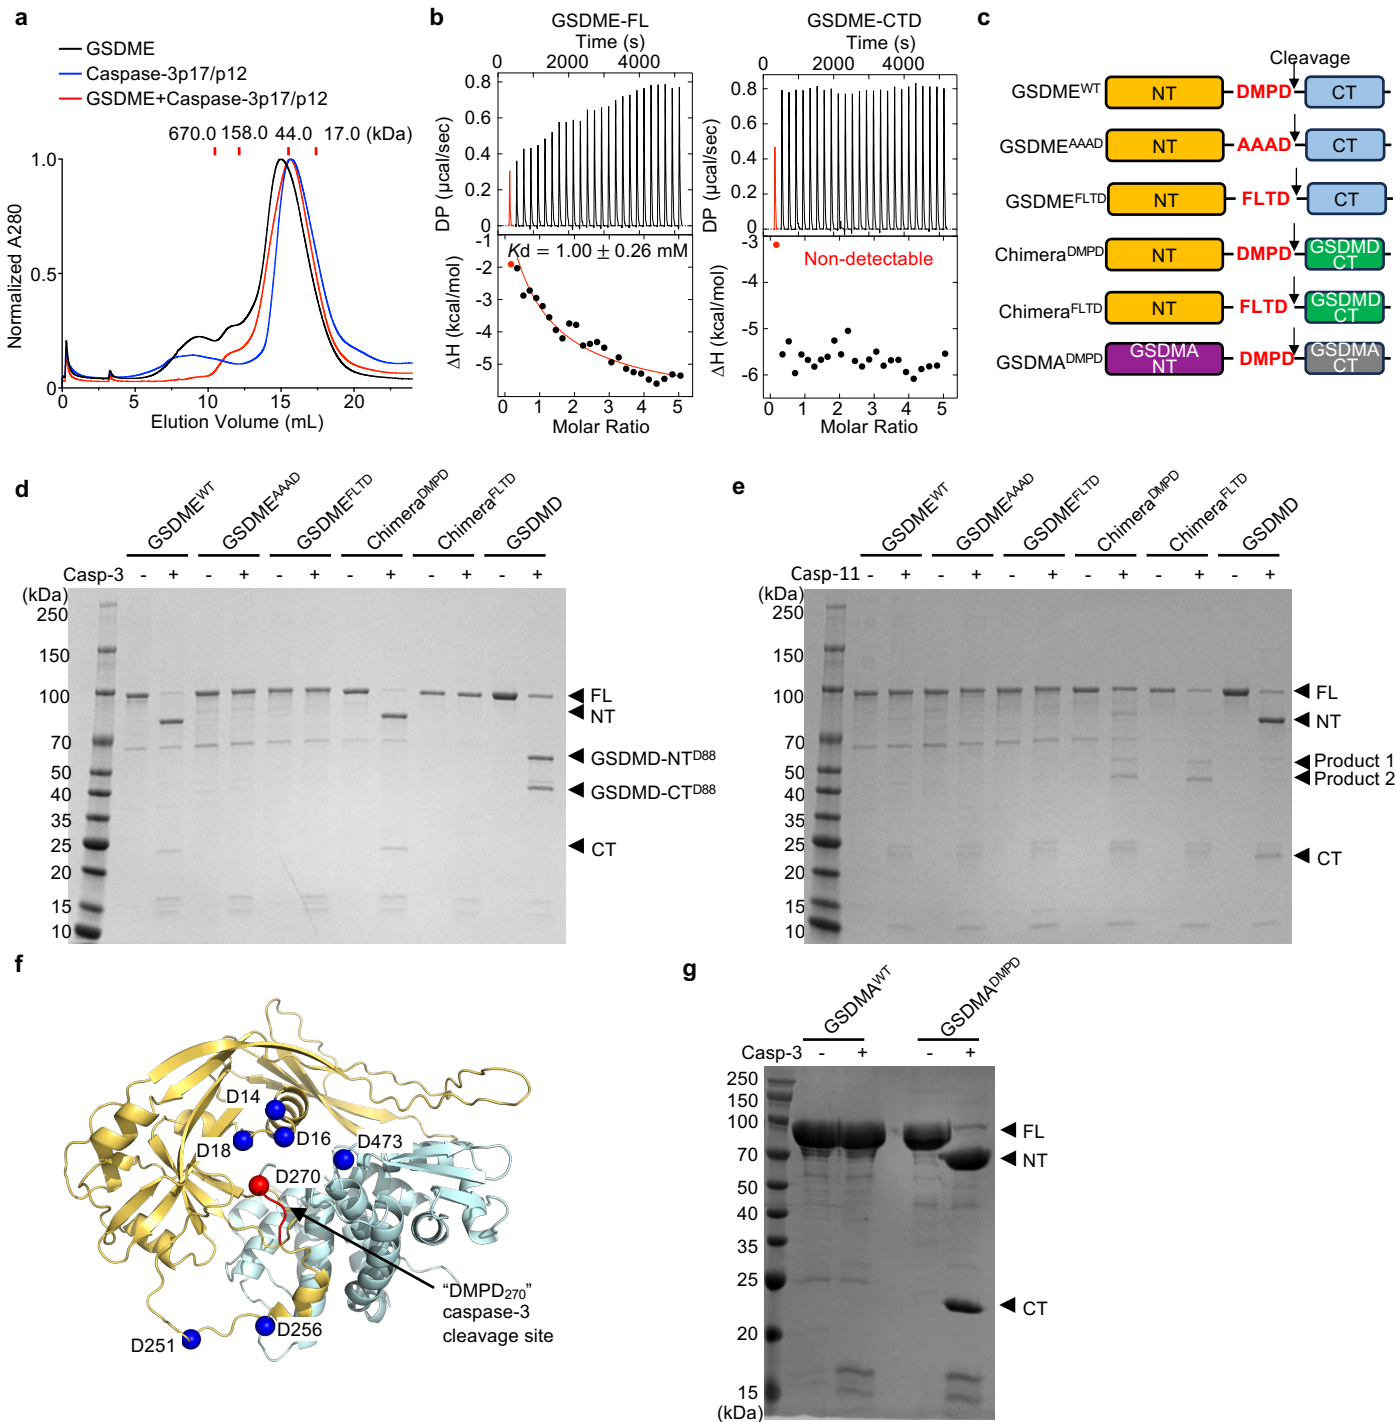 a
GSDME
Caspase-3p17/p12
GSDME+Caspase-3p17/p12
670.0 158.0 44.0 17.0 (kDa)
1.0
0.5
0
Normalized A280
0 5 10 15 20
Elution Volume (mL)
b
GSDME-FL
Time (s)
0 2000 4000
0.8
0.6
0.4
0.2
0
DP (µcal/sec)
-1
-2
-3
-4
-5
Kd = 1.00 ± 0.26 mM
ΔH (kcal/mol)
0 1 2 3 4 5
Molar Ratio
GSDME-CTD
Time (s)
0 2000 4000
0.8
0.6
0.4
0.2
0
DP (µcal/sec)
-3
-4
-5
-6
Non-detectable
ΔH (kcal/mol)
0 1 2 3 4 5
Molar Ratio
c
Cleavage
GSDMEWT NT DMPD CT
GSDMEAAAD NT AAAD CT
GSDMEFLTD NT FLTD CT
ChimeraDMPD NT DMPD GSDMD CT
ChimeraFLTD NT FLTD GSDMD CT
GSDMADMPD GSDMA NT DMPD GSDMA CT
d
GSDMEWT GSDMEAAAD GSDMEFLTD ChimeraDMPD ChimeraFLTD GSDMD
Casp-3 - + - + - + - + - + - +
(kDa)
250
150
100
70
50
40
35
25
20
15
10
FL
NT
GSDMD-NTD88
GSDMD-CTD88
CT
e
GSDMEWT GSDMEAAAD GSDMEFLTD ChimeraDMPD ChimeraFLTD GSDMD
Casp-11 - + - + - + - + - + - +
(kDa)
250
150
100
70
50
40
35
25
20
15
10
FL
NT
Product 1
Product 2
CT
f
D14
D16
D18
D473
D270
D251
D256
“DMPD270”
caspase-3
cleavage site
g
GSDMAWT GSDMADMPD
Casp-3 - + - +
250
150
100
70
50
40
35
25
20
15
(kDa)
FL
NT
CT